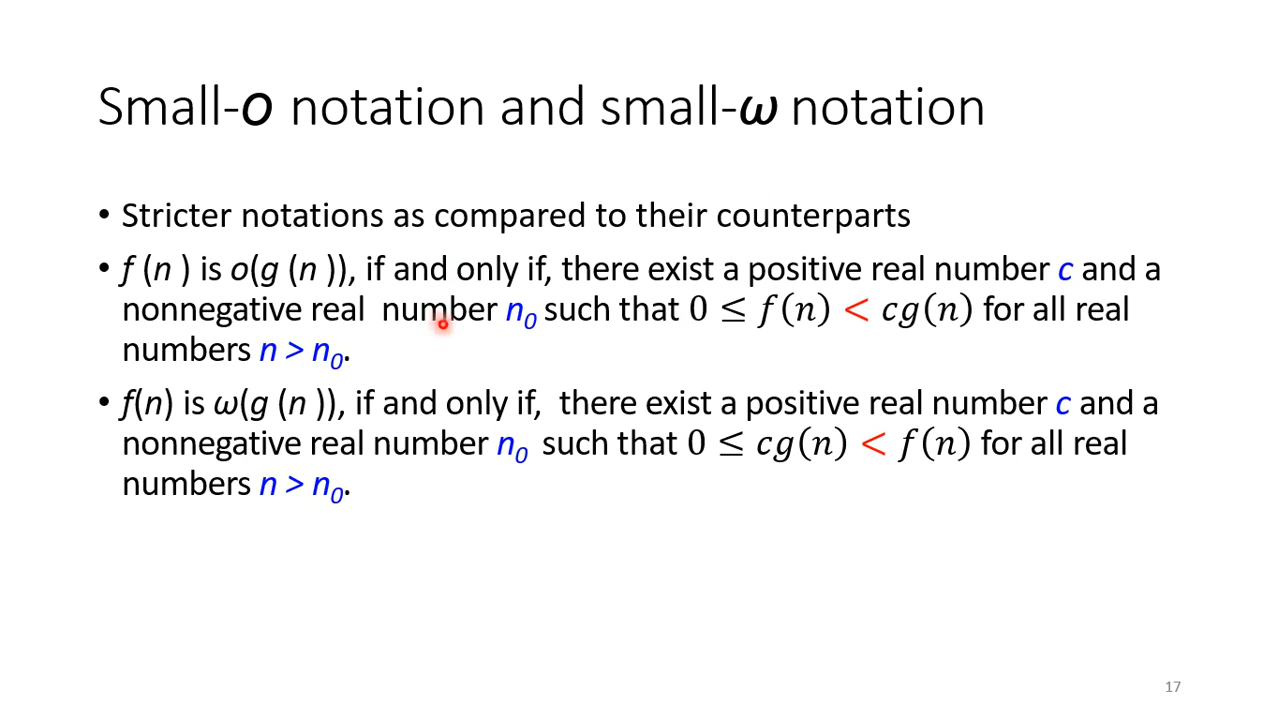 Small-o notation and small-ω notation
• Stricter notations as compared to their counterparts
• f (n ) is o(g (n )), if and only if, there exist a positive real number c and a
nonnegative real number n₀ such that 0 ≤ f(n) < cg(n) for all real
numbers n > n₀.
• f(n) is ω(g (n )), if and only if, there exist a positive real number c and a
nonnegative real number n₀ such that 0 ≤ cg(n) < f(n) for all real
numbers n > n₀.
17